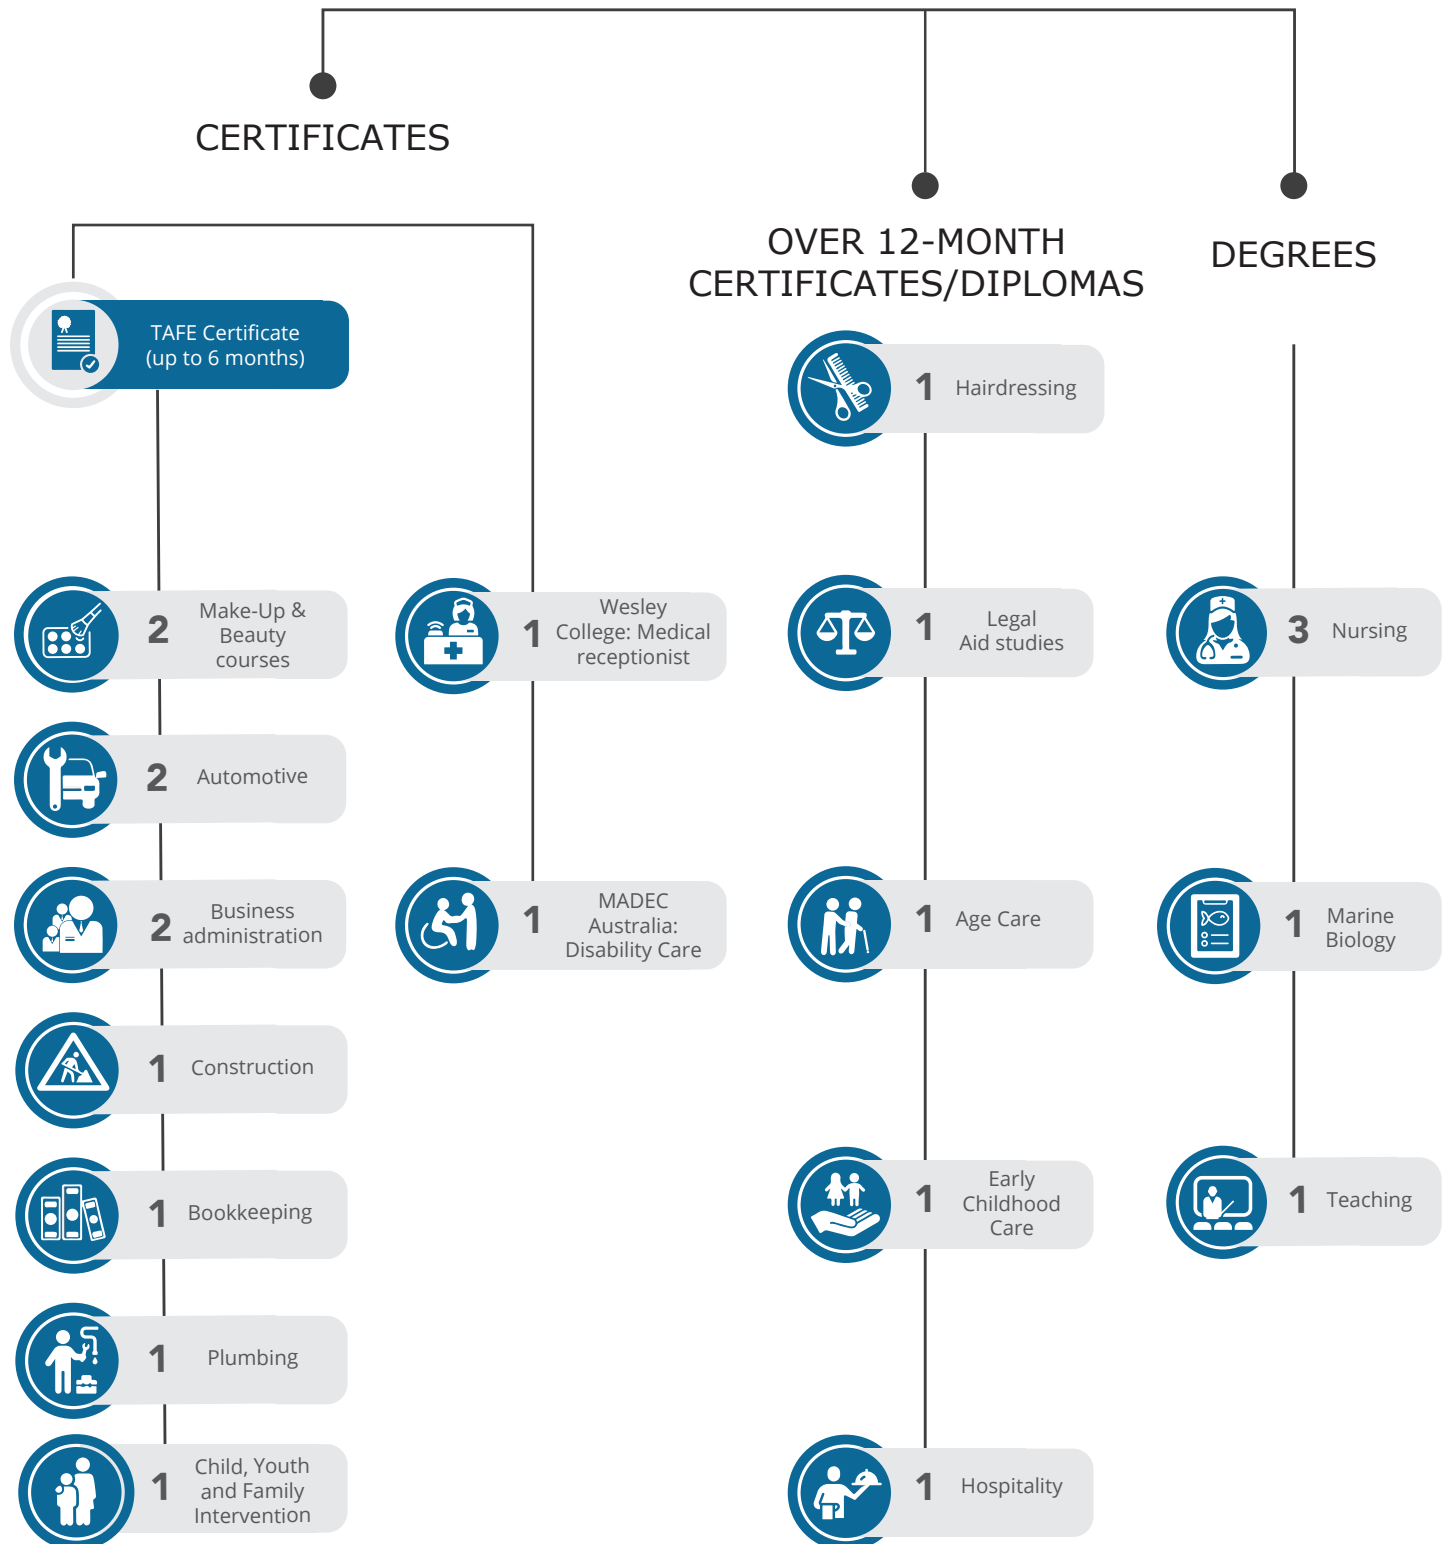 CERTIFICATES
TAFE Certificate
(up to 6 months)
2
Make-Up &
Beauty
courses
2
Automotive
2
Business
administration
1
Construction
1
Bookkeeping
1
Plumbing
1
Child, Youth
and Family
Intervention
1
Wesley
College: Medical
receptionist
1
MADEC
Australia:
Disability Care
OVER 12-MONTH
CERTIFICATES/DIPLOMAS
1
Hairdressing
1
Legal
Aid studies
1
Age Care
1
Early
Childhood
Care
1
Hospitality
DEGREES
3
Nursing
1
Marine
Biology
1
Teaching